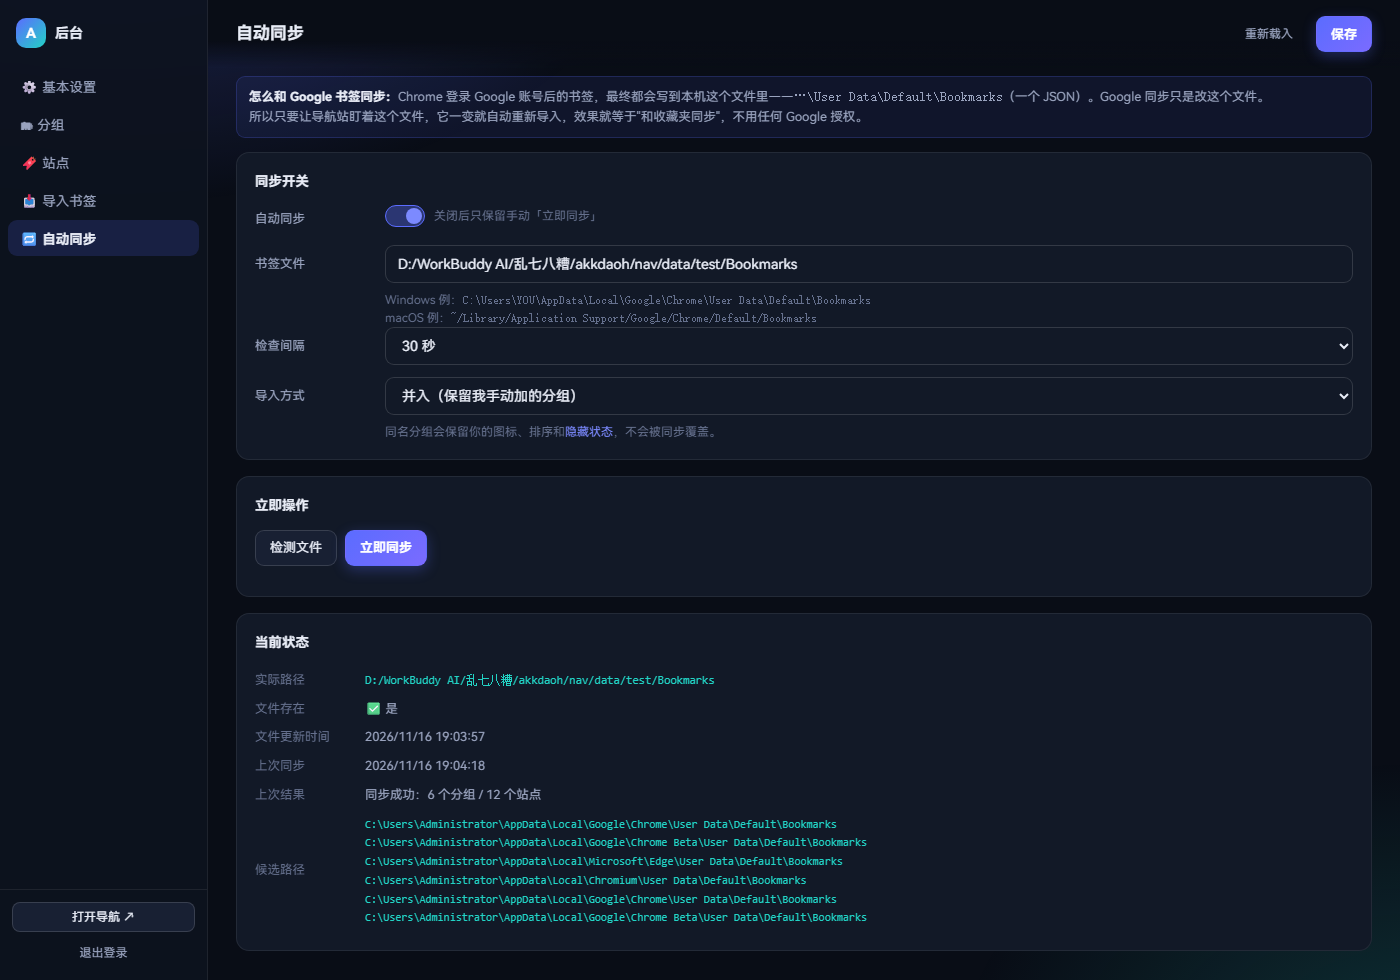 A 后台
基本设置
分组
站点
导入书签
自动同步
打开导航 ↗
退出登录
自动同步
重新载入
保存
怎么和 Google 书签同步：Chrome 登录 Google 账号后的书签，最终都会写到本机这个文件里——…\User Data\Default\Bookmarks（一个 JSON）。Google 同步只是改这个文件。
所以只要让导航站盯着这个文件，它一变就自动重新导入，效果就等于"和收藏夹同步"，不用任何 Google 授权。
同步开关
自动同步 关闭后只保留手动「立即同步」
书签文件 D:/WorkBuddy AI/乱七八糟/akkdaoh/nav/data/test/Bookmarks
Windows 例：C:\Users\YOU\AppData\Local\Google\Chrome\User Data\Default\Bookmarks
macOS 例：~/Library/Application Support/Google/Chrome/Default/Bookmarks
检查间隔 30 秒
导入方式 并入（保留我手动加的分组）
同名分组会保留你的图标、排序和隐藏状态，不会被同步覆盖。
立即操作
检测文件 立即同步
当前状态
实际路径 D:/WorkBuddy AI/乱七八糟/akkdaoh/nav/data/test/Bookmarks
文件存在 ✅ 是
文件更新时间 2026/11/16 19:03:57
上次同步 2026/11/16 19:04:18
上次结果 同步成功：6 个分组 / 12 个站点
候选路径
C:\Users\Administrator\AppData\Local\Google\Chrome\User Data\Default\Bookmarks
C:\Users\Administrator\AppData\Local\Google\Chrome Beta\User Data\Default\Bookmarks
C:\Users\Administrator\AppData\Local\Microsoft\Edge\User Data\Default\Bookmarks
C:\Users\Administrator\AppData\Local\Chromium\User Data\Default\Bookmarks
C:\Users\Administrator\AppData\Local\Google\Chrome\User Data\Default\Bookmarks
C:\Users\Administrator\AppData\Local\Google\Chrome Beta\User Data\Default\Bookmarks